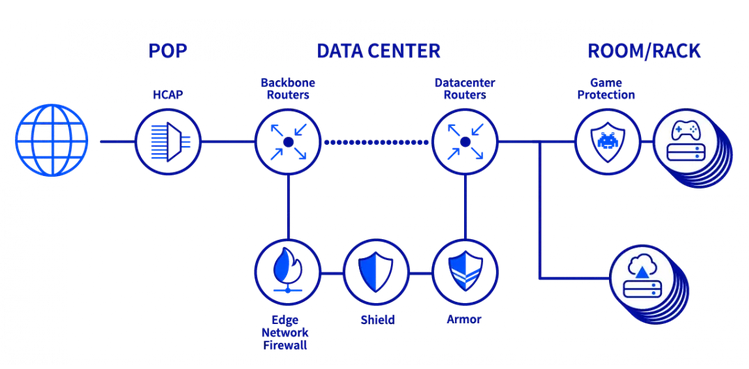 POP
DATA CENTER
ROOM/RACK
HCAP
Backbone
Routers
Datacenter
Routers
Game
Protection
Edge
Network
Firewall
Shield
Armor